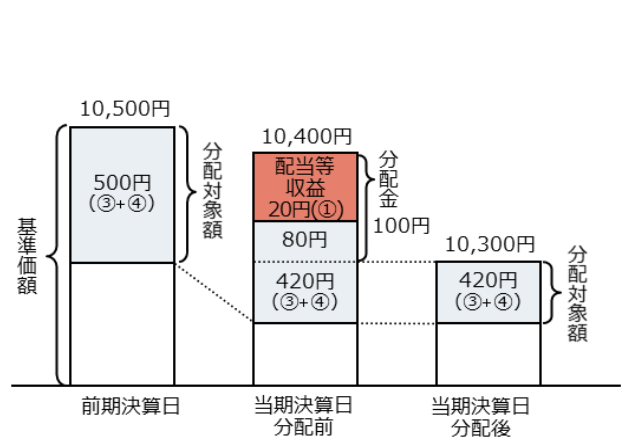 10,500円
500円
(③+④)
分配対象額
基準価額
10,400円
配当等
収益
20円(①)
80円
420円
(③+④)
分配金
100円
10,300円
420円
(③+④)
分配対象額
前期決算日
当期決算日
分配前
当期決算日
分配後